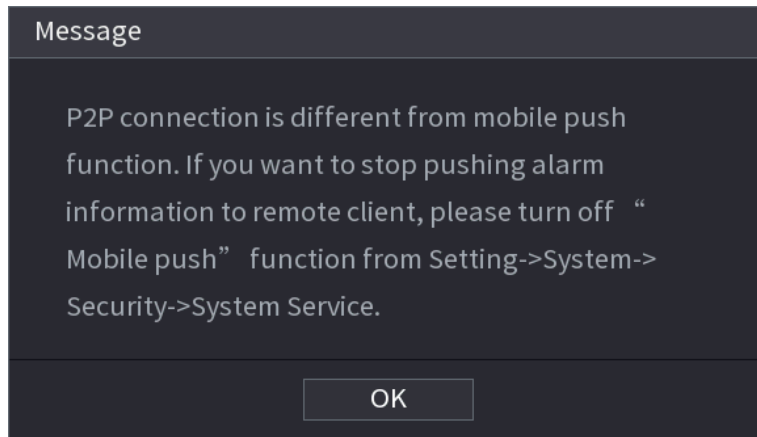 Message
P2P connection is different from mobile push
function. If you want to stop pushing alarm
information to remote client, please turn off “
Mobile push” function from Setting->System->
Security->System Service.
OK